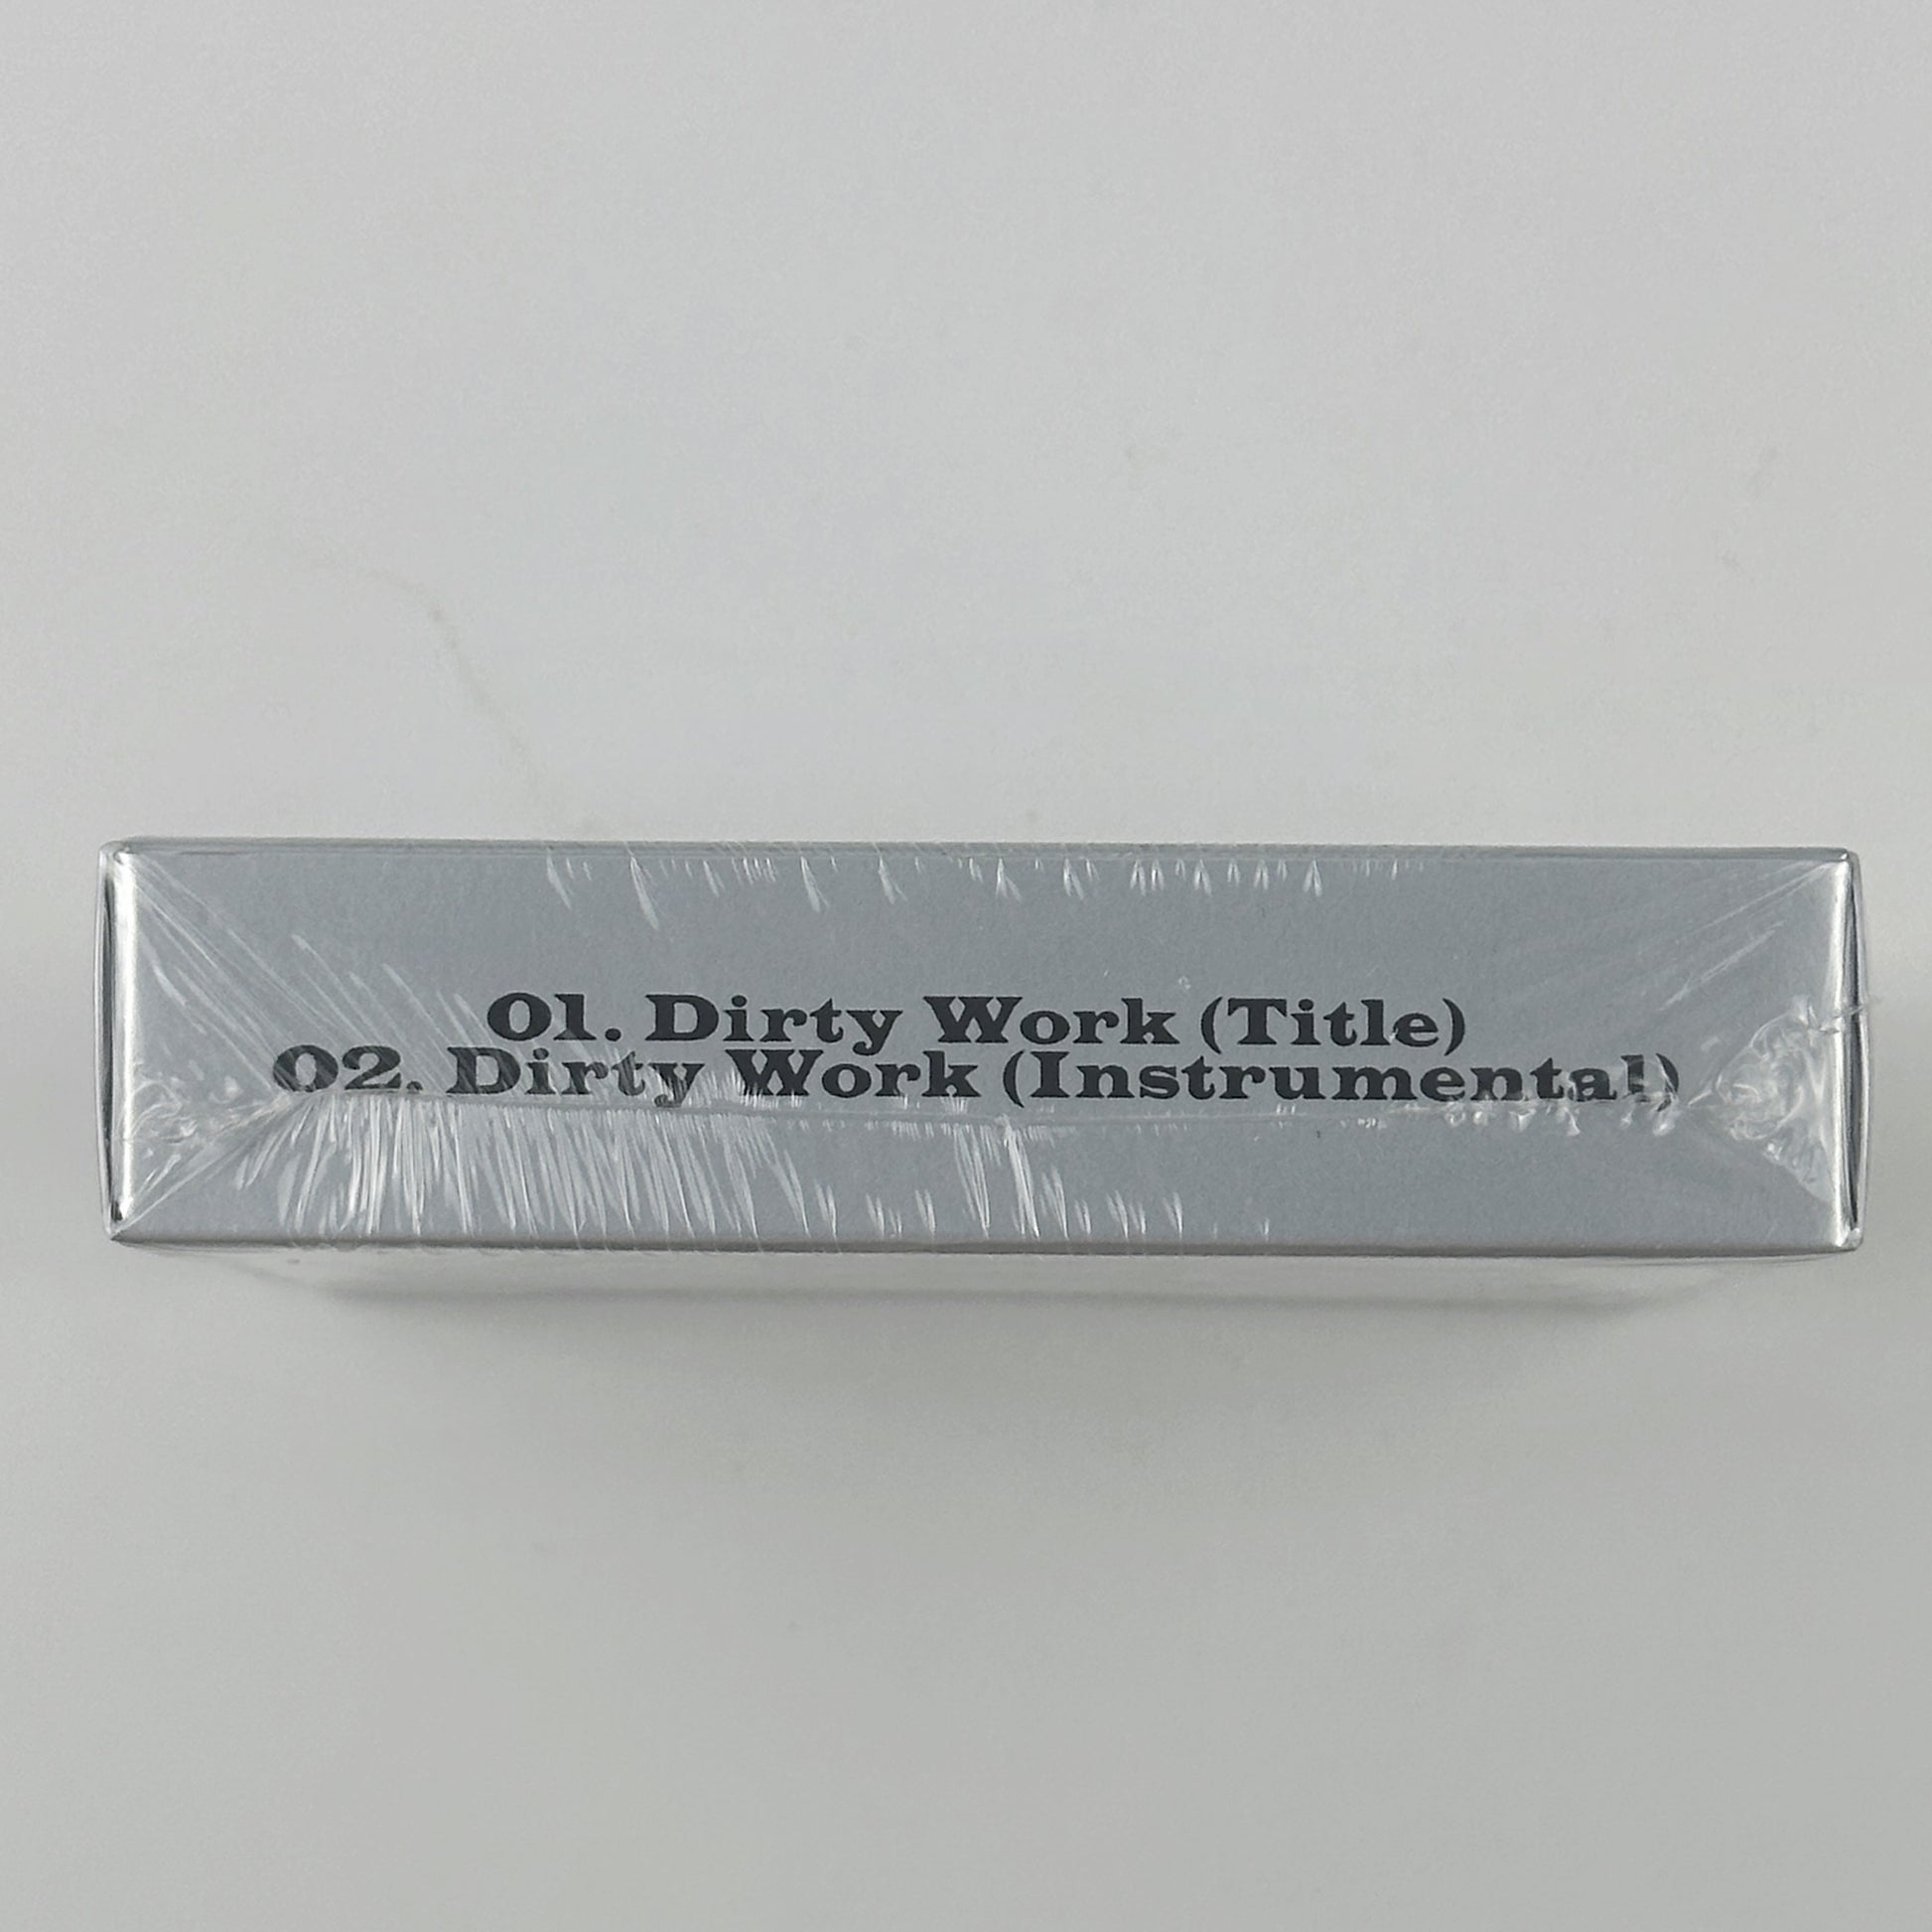 01. Dirty Work (Title)
02. Dirty Work (Instrumental)